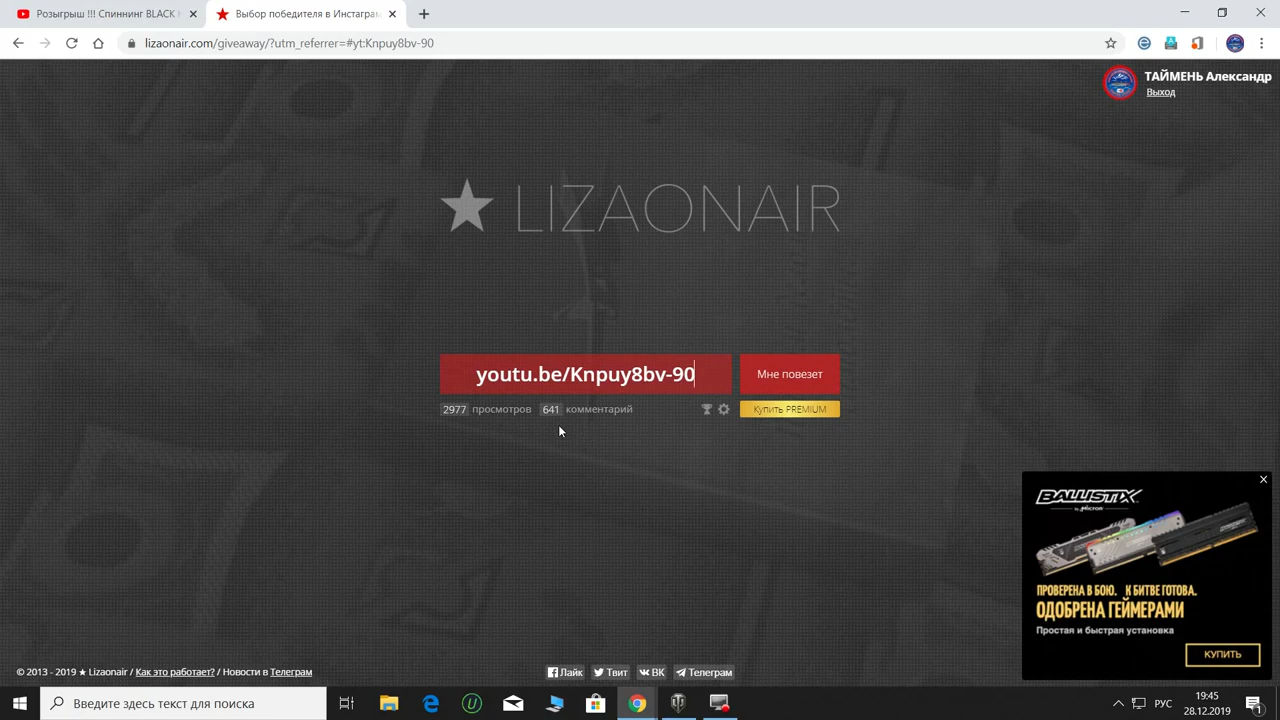 Розыгрыш !!! Спиннинг BLACK
Выбор победителя в Инстаграм
lizaonair.com/giveaway/?utm_referrer=#yt:Knpuy8bv-90
ТАЙМЕНЬ Александр
Выход
★ LIZAONAIR
youtu.be/Knpuy8bv-90
Мне повезет
2977 просмотров 641 комментарий
Купить PREMIUM
BALLISTIX
by Micron
ПРОВЕРЕНА В БОЮ. К БИТВЕ ГОТОВА.
ОДОБРЕНА ГЕЙМЕРАМИ
Простая и быстрая установка
КУПИТЬ
© 2013 - 2019 ★ Lizaonair / Как это работает? / Новости в Телеграм
Лайк Твит ВК Телеграм
Введите здесь текст для поиска
РУС
19:45
28.12.2019
1